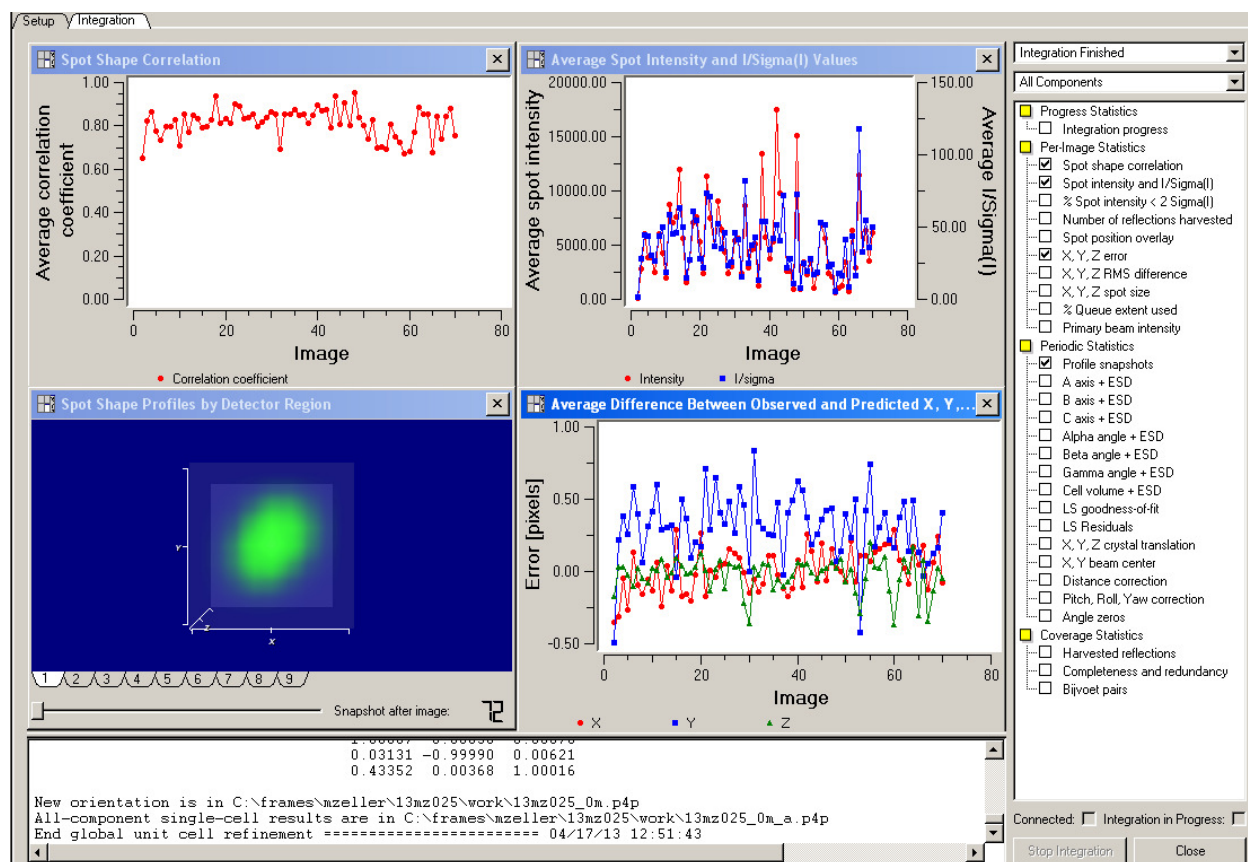 Setup Integration
Spot Shape Correlation
1.00
0.80
0.60
0.40
0.20
0.00
Average correlation
coefficient
0 20 40 60 80
Image
Correlation coefficient
Average Spot Intensity and I/Sigma(I) Values
20000.00
15000.00
10000.00
5000.00
0.00
Average spot intensity
150.00
100.00
50.00
0.00
Average I/Sigma(I)
0 20 40 60 80
Image
Intensity I/sigma
Spot Shape Profiles by Detector Region
Y
Z
X
1 2 3 4 5 6 7 8 9
Snapshot after image: 72
Average Difference Between Observed and Predicted X, Y,...
1.00
0.50
0.00
-0.50
Error [pixels]
0 20 40 60 80
Image
X Y Z
0.03131 -0.99990 0.00621
0.43352 0.00368 1.00016
New orientation is in C:\frames\mzeller\13mz025\work\13mz025_0m.p4p
All-component single-cell results are in C:\frames\mzeller\13mz025\work\13mz025_0m_a.p4p
End global unit cell refinement ======================== 04/17/13 12:51:43
Integration Finished
All Components
Progress Statistics
Integration progress
Per-Image Statistics
Spot shape correlation
Spot intensity and I/Sigma(I)
% Spot intensity < 2 Sigma(I)
Number of reflections harvested
Spot position overlay
X, Y, Z error
X, Y, Z RMS difference
X, Y, Z spot size
% Queue extent used
Primary beam intensity
Periodic Statistics
Profile snapshots
A axis + ESD
B axis + ESD
C axis + ESD
Alpha angle + ESD
Beta angle + ESD
Gamma angle + ESD
Cell volume + ESD
LS goodness-of-fit
LS Residuals
X, Y, Z crystal translation
X, Y beam center
Distance correction
Pitch, Roll, Yaw correction
Angle zeros
Coverage Statistics
Harvested reflections
Completeness and redundancy
Bijvoet pairs
Connected: Integration in Progress:
Stop Integration Close